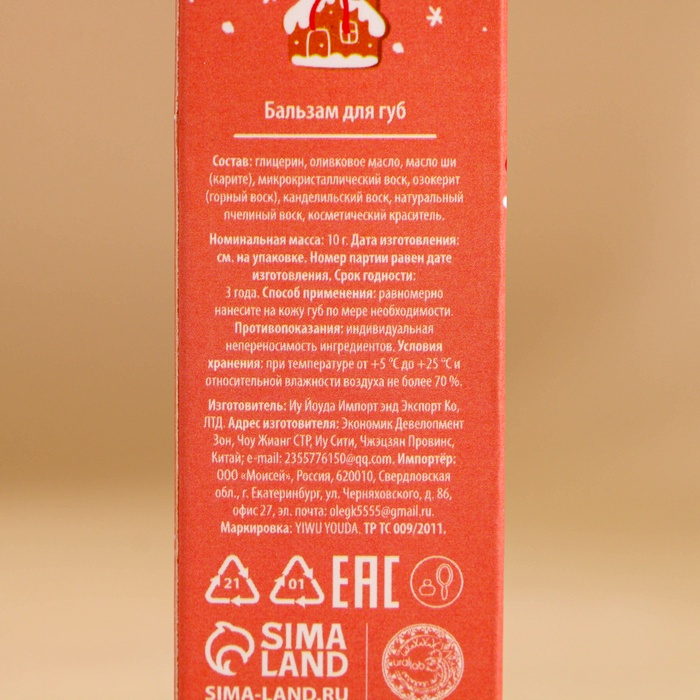 Бальзам для губ
Состав: глицерин, оливковое масло, масло ши
(карите), микрокристаллический воск, озокерит
(горный воск), канделильский воск, натуральный
пчелиный воск, косметический краситель.
Номинальная масса: 10 г. Дата изготовления:
см. на упаковке. Номер партии равен дате
изготовления. Срок годности:
3 года. Способ применения: равномерно
нанесите на кожу губ по мере необходимости.
Противопоказания: индивидуальная
непереносимость ингредиентов. Условия
хранения: при температуре от +5 °С до +25 °С и
относительной влажности воздуха не более 70 %.
Изготовитель: Иу Йоуда Импорт энд Экспорт Ко,
ЛТД. Адрес изготовителя: Экономик Девелопмент
Зон, Чоу Жианг СТР, Иу Сити, Чжэцзян Провинс,
Китай; e-mail: 2355776150@qq.com. Импортёр:
ООО «Моисей», Россия, 620010, Свердловская
обл., г. Екатеринбург, ул. Черняховского, д. 86,
офис 27, эл. почта: olegk5555@gmail.ru.
Маркировка: YIWU YOUDA. ТР ТС 009/2011.
21 01 EAC
SIMA
LAND
SIMA-LAND.RU
urallab